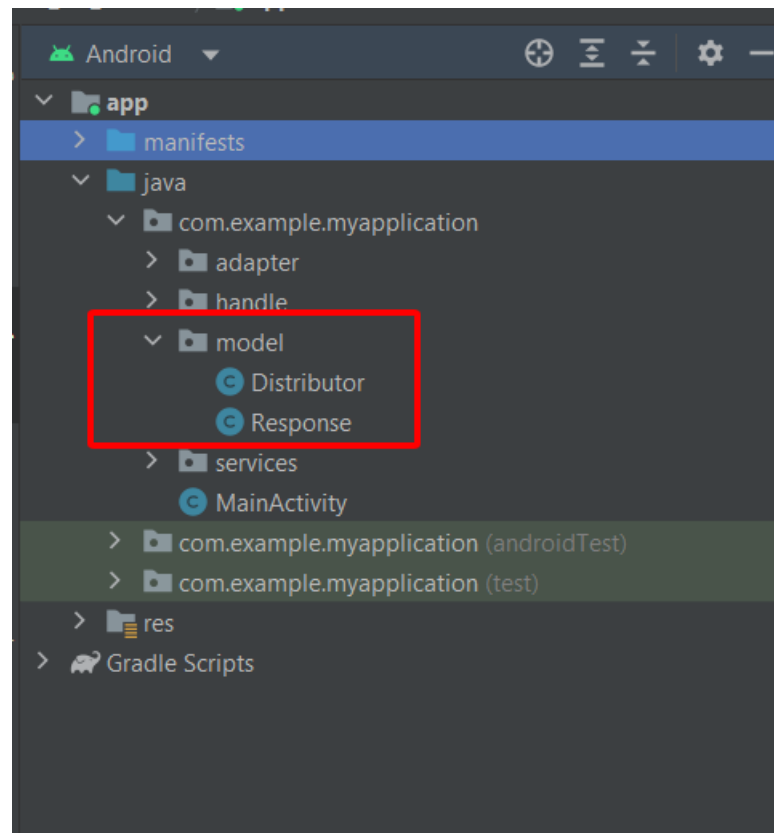 Android
app
manifests
java
com.example.myapplication
adapter
handle
model
Distributor
Response
services
MainActivity
com.example.myapplication (androidTest)
com.example.myapplication (test)
res
Gradle Scripts